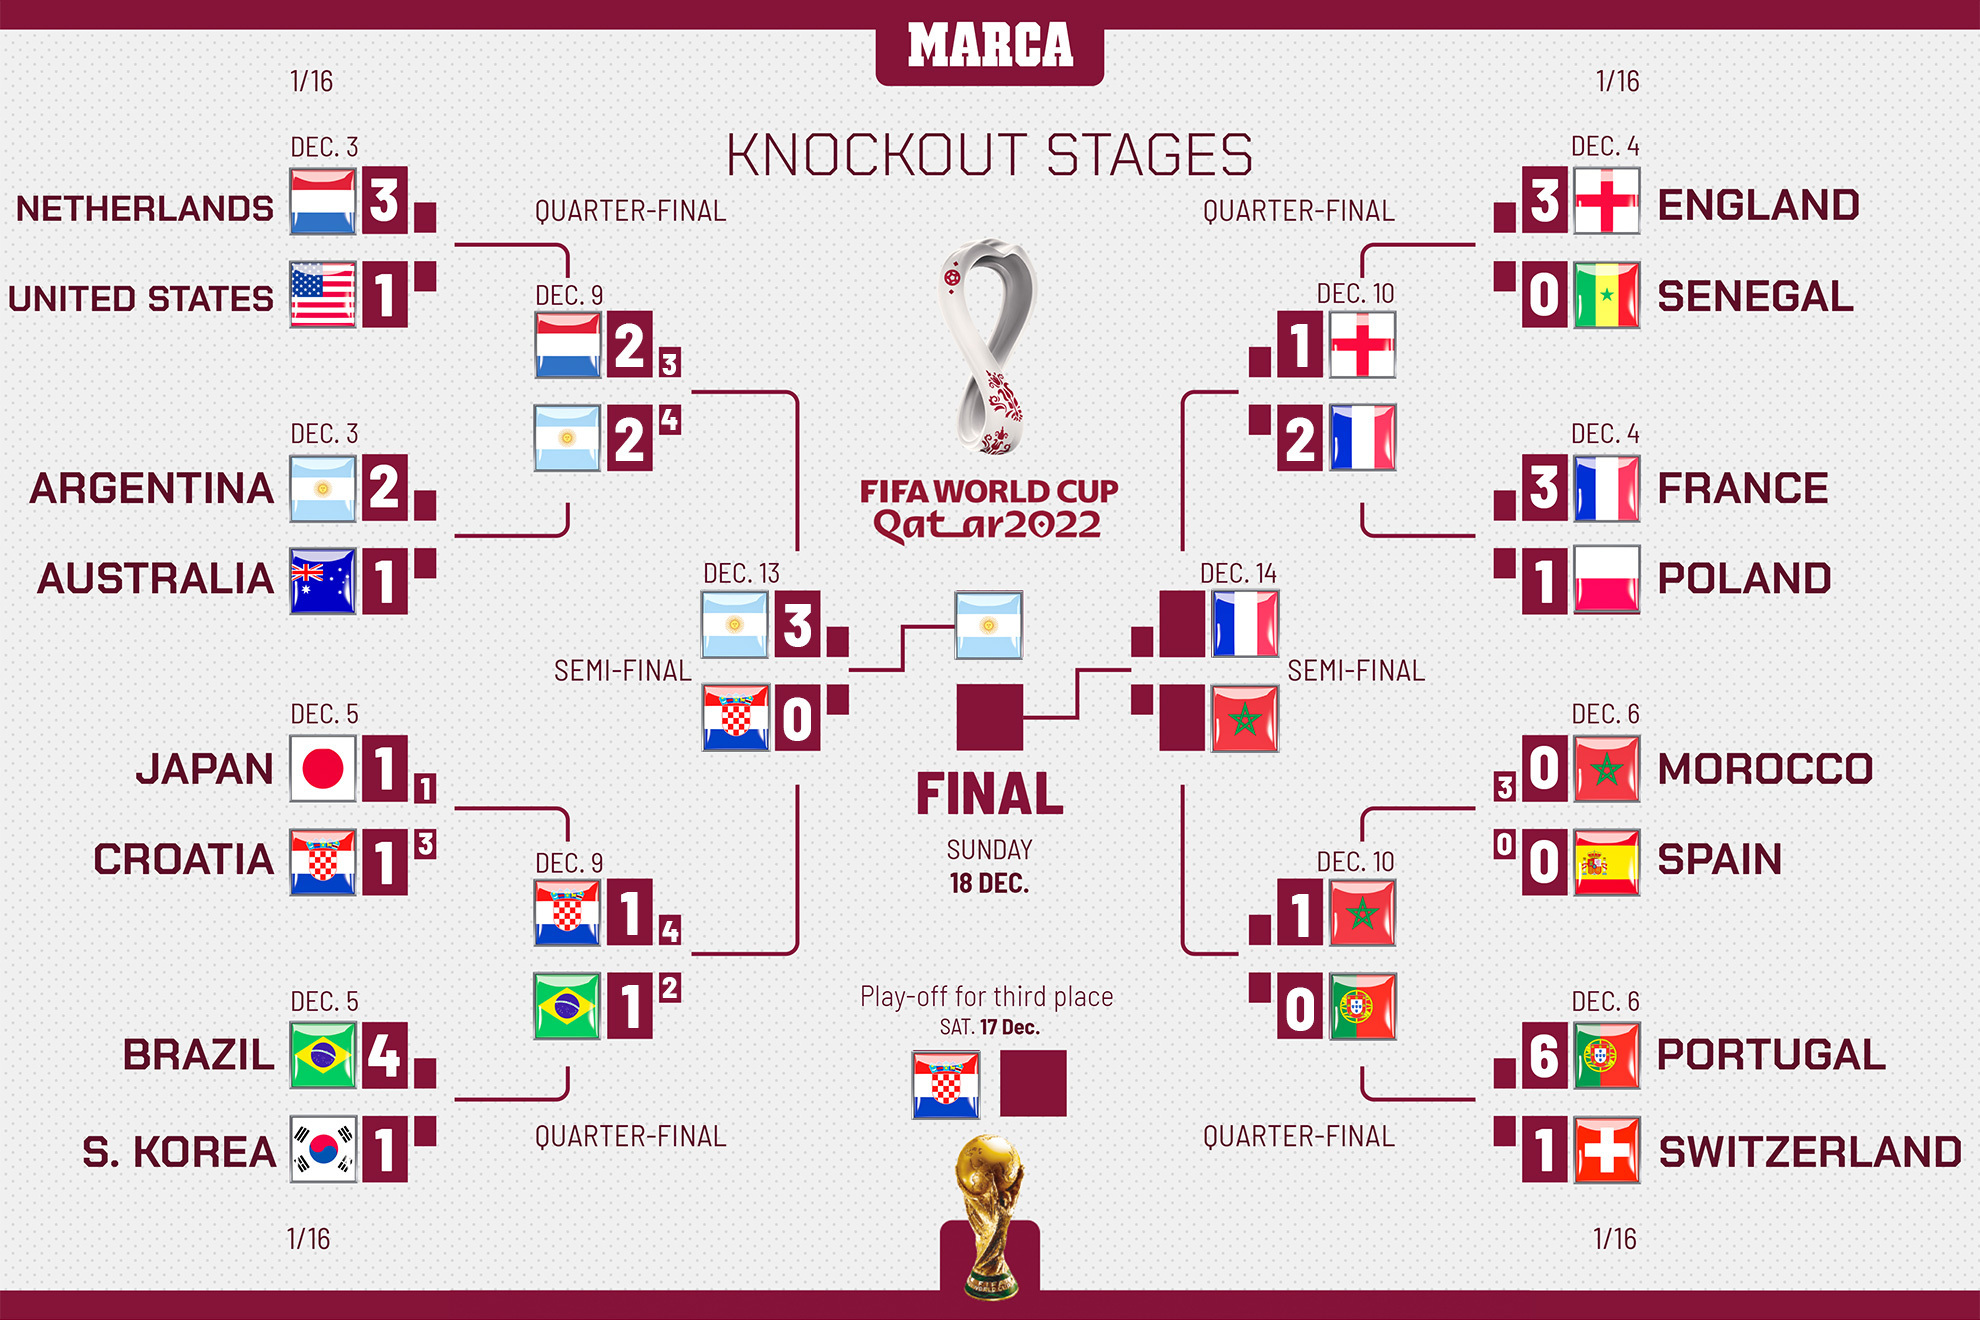 MARCA
KNOCKOUT STAGES
1/16
DEC. 3
NETHERLANDS 3
UNITED STATES 1
DEC. 3
ARGENTINA 2
AUSTRALIA 1
DEC. 5
JAPAN 1 1
CROATIA 1 3
DEC. 5
BRAZIL 4
S. KOREA 1
1/16
QUARTER-FINAL
DEC. 9
2 3
2 4
DEC. 9
1 4
1 2
QUARTER-FINAL
DEC. 13
3
SEMI-FINAL
0
FIFA WORLD CUP
Qatar2022
FINAL
SUNDAY
18 DEC.
Play-off for third place
SAT. 17 Dec.
DEC. 14
SEMI-FINAL
QUARTER-FINAL
DEC. 10
1
2
DEC. 10
1
0
QUARTER-FINAL
1/16
DEC. 4
3 ENGLAND
0 SENEGAL
DEC. 4
3 FRANCE
1 POLAND
DEC. 6
3 0 MOROCCO
0 0 SPAIN
DEC. 6
6 PORTUGAL
1 SWITZERLAND
1/16